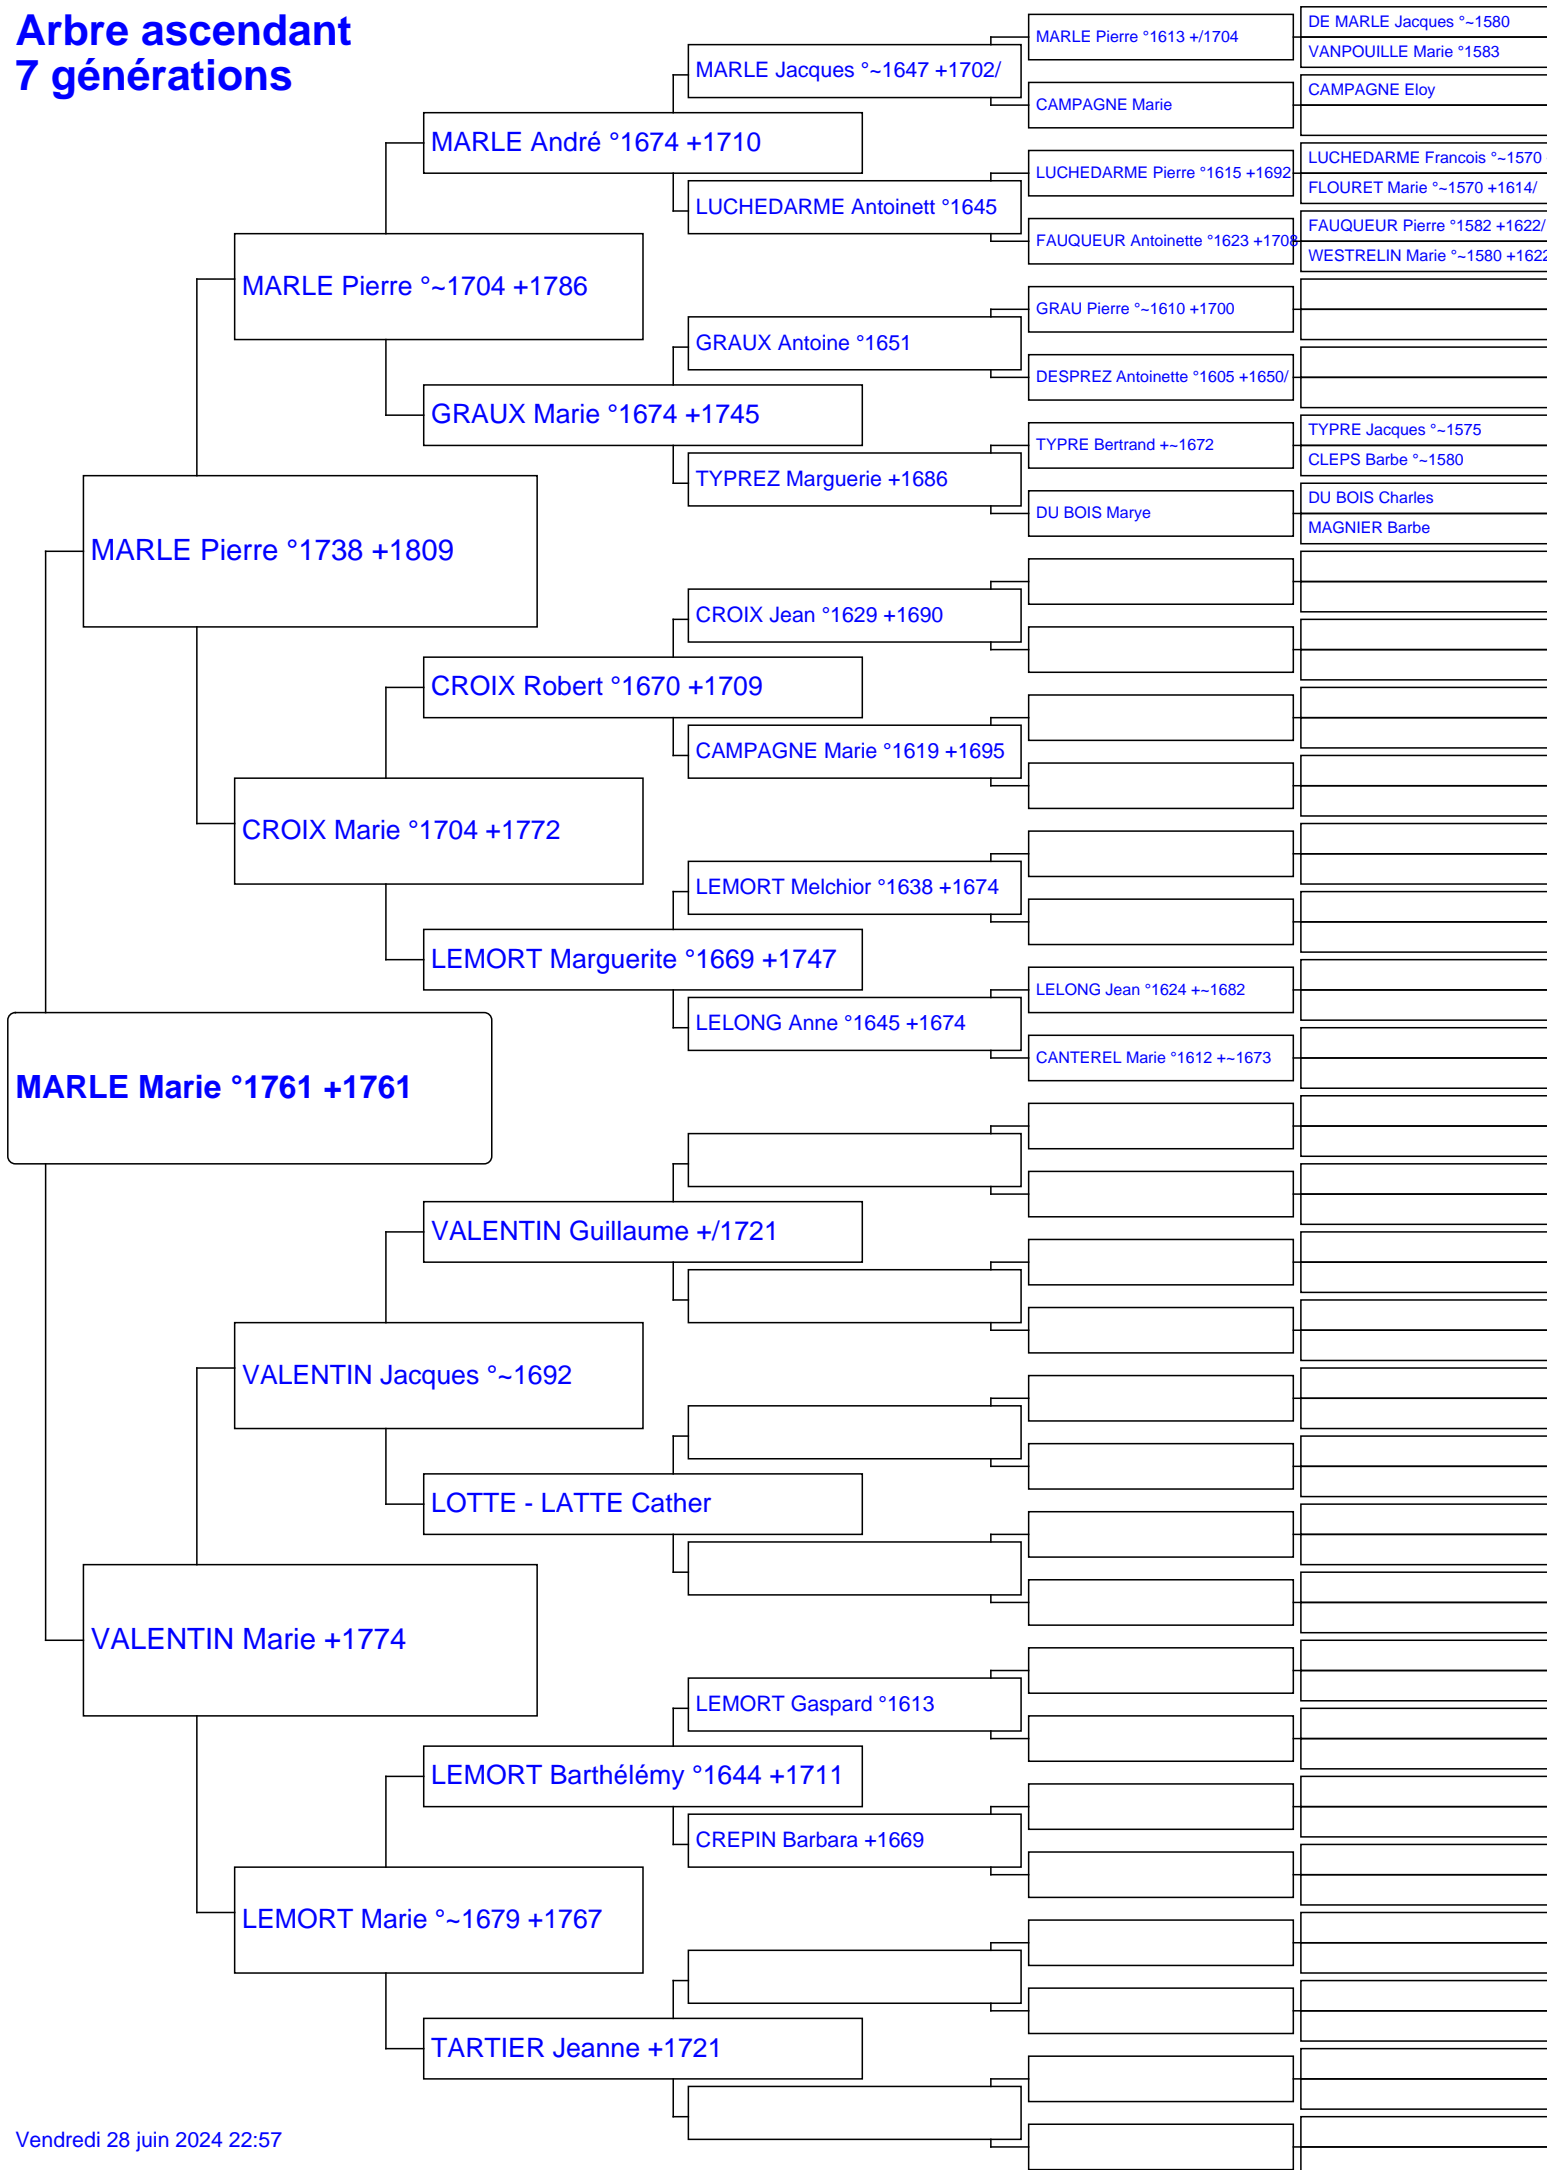 Arbre ascendant
7 générations
MARLE Marie °1761 +1761
MARLE Pierre °1738 +1809
VALENTIN Marie +1774
MARLE Pierre °~1704 +1786
CROIX Marie °1704 +1772
VALENTIN Jacques °~1692
LEMORT Marie °~1679 +1767
MARLE André °1674 +1710
GRAUX Marie °1674 +1745
CROIX Robert °1670 +1709
LEMORT Marguerite °1669 +1747
VALENTIN Guillaume +/1721
LOTTE - LATTE Cather
LEMORT Barthélémy °1644 +1711
TARTIER Jeanne +1721
MARLE Jacques °~1647 +1702/
LUCHEDARME Antoinett °1645
GRAUX Antoine °1651
TYPREZ Marguerie +1686
CROIX Jean °1629 +1690
CAMPAGNE Marie °1619 +1695
LEMORT Melchior °1638 +1674
LELONG Anne °1645 +1674
LEMORT Gaspard °1613
CREPIN Barbara +1669
MARLE Pierre °1613 +/1704
CAMPAGNE Marie
LUCHEDARME Pierre °1615 +1692
FAUQUEUR Antoinette °1623 +1708
GRAU Pierre °~1610 +1700
DESPREZ Antoinette °1605 +1650/
TYPRE Bertrand +~1672
DU BOIS Marye
LELONG Jean °1624 +~1682
CANTEREL Marie °1612 +~1673
DE MARLE Jacques °~1580
VANPOUILLE Marie °1583
CAMPAGNE Eloy
LUCHEDARME Francois °~1570
FLOURET Marie °~1570 +1614/
FAUQUEUR Pierre °1582 +1622/
WESTRELIN Marie °~1580 +1622
TYPRE Jacques °~1575
CLEPS Barbe °~1580
DU BOIS Charles
MAGNIER Barbe
Vendredi 28 juin 2024 22:57